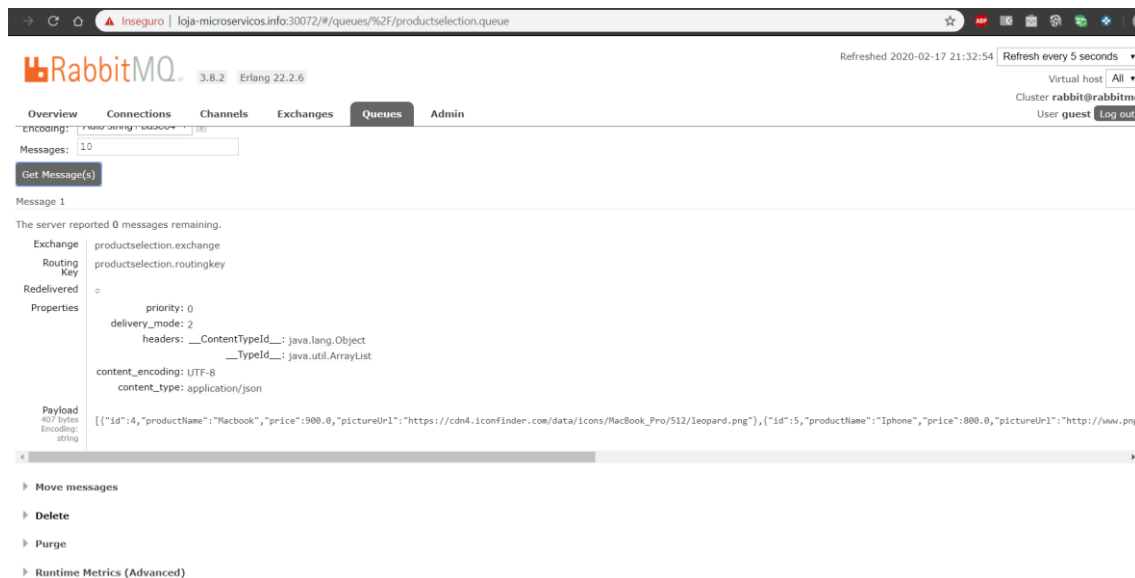 Inseguro | loja-microservicos.info:30072/#/queues/%2F/productselection.queue
ABP
RabbitMQ 3.8.2 Erlang 22.2.6
Refreshed 2020-02-17 21:32:54 Refresh every 5 seconds
Virtual host All
Cluster rabbit@rabbitm
User guest Log out
Overview Connections Channels Exchanges Queues Admin
Encoding: Auto string / base64
Messages: 10
Get Message(s)
Message 1
The server reported 0 messages remaining.
Exchange productselection.exchange
Routing Key productselection.routingkey
Redelivered ○
Properties priority: 0
delivery_mode: 2
headers: __ContentTypeId__: java.lang.Object
__TypeId__: java.util.ArrayList
content_encoding: UTF-8
content_type: application/json
Payload
407 bytes
Encoding: string
[{"id":4,"productName":"Macbook","price":900.0,"pictureUrl":"https://cdn4.iconfinder.com/data/icons/MacBook_Pro/512/leopard.png"},{"id":5,"productName":"Iphone","price":800.0,"pictureUrl":"http://www.pn
Move messages
Delete
Purge
Runtime Metrics (Advanced)